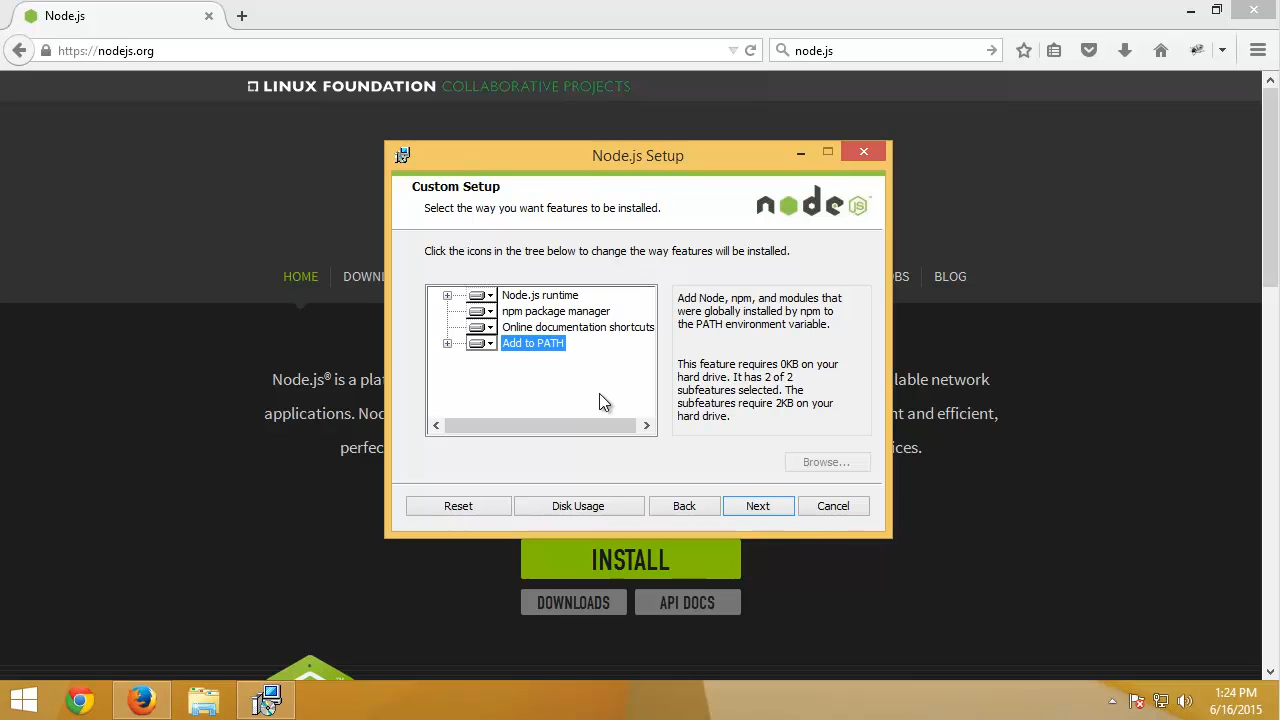 Node.js
https://nodejs.org
node.js
LINUX FOUNDATION COLLABORATIVE PROJECTS
Node.js Setup
Custom Setup
Select the way you want features to be installed.
node JS ™
Click the icons in the tree below to change the way features will be installed.
HOME
DOWNL
BS
BLOG
Node.js runtime
npm package manager
Online documentation shortcuts
Add to PATH
Add Node, npm, and modules that
were globally installed by npm to
the PATH environment variable.
This feature requires 0KB on your
hard drive. It has 2 of 2
subfeatures selected. The
subfeatures require 2KB on your
hard drive.
Node.js® is a pla
lable network
applications. Nod
nt and efficient,
perfec
ices.
Browse...
Reset
Disk Usage
Back
Next
Cancel
INSTALL
DOWNLOADS
API DOCS
1:24 PM
6/16/2015